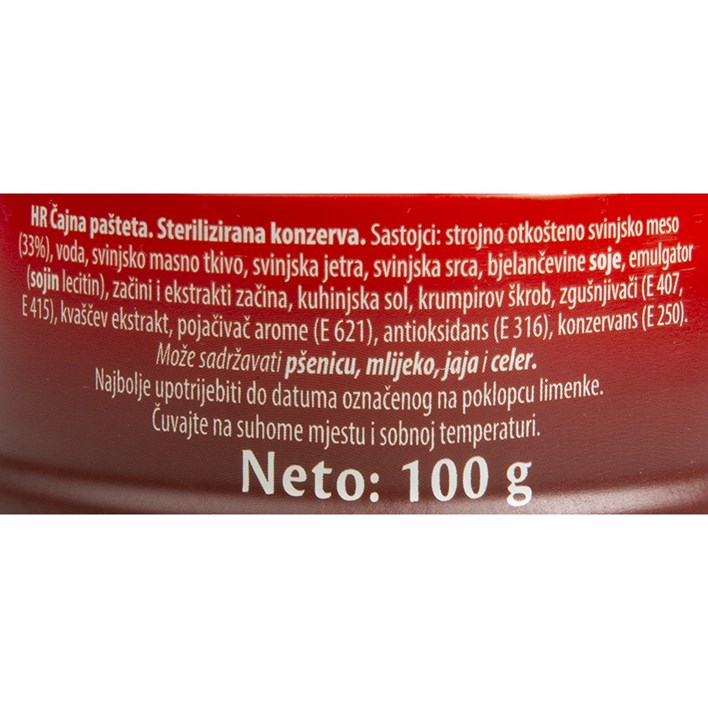 HR Čajna pašteta. Sterilizirana konzerva. Sastojci: strojno otkošteno svinjsko meso
(33%), voda, svinjsko masno tkivo, svinjska jetra, svinjska srca, bjelančevine soje, emulgator
(sojin lecitin), začini i ekstrakti začina, kuhinjska sol, krumpirov škrob, zgušnjivači (E 407,
E 415), kvaščev ekstrakt, pojačivač arome (E 621), antioksidans (E 316), konzervans (E 250).
Može sadržavati pšenicu, mlijeko, jaja i celer.
Najbolje upotrijebiti do datuma označenog na poklopcu limenke.
Čuvajte na suhome mjestu i sobnoj temperaturi.
Neto: 100 g